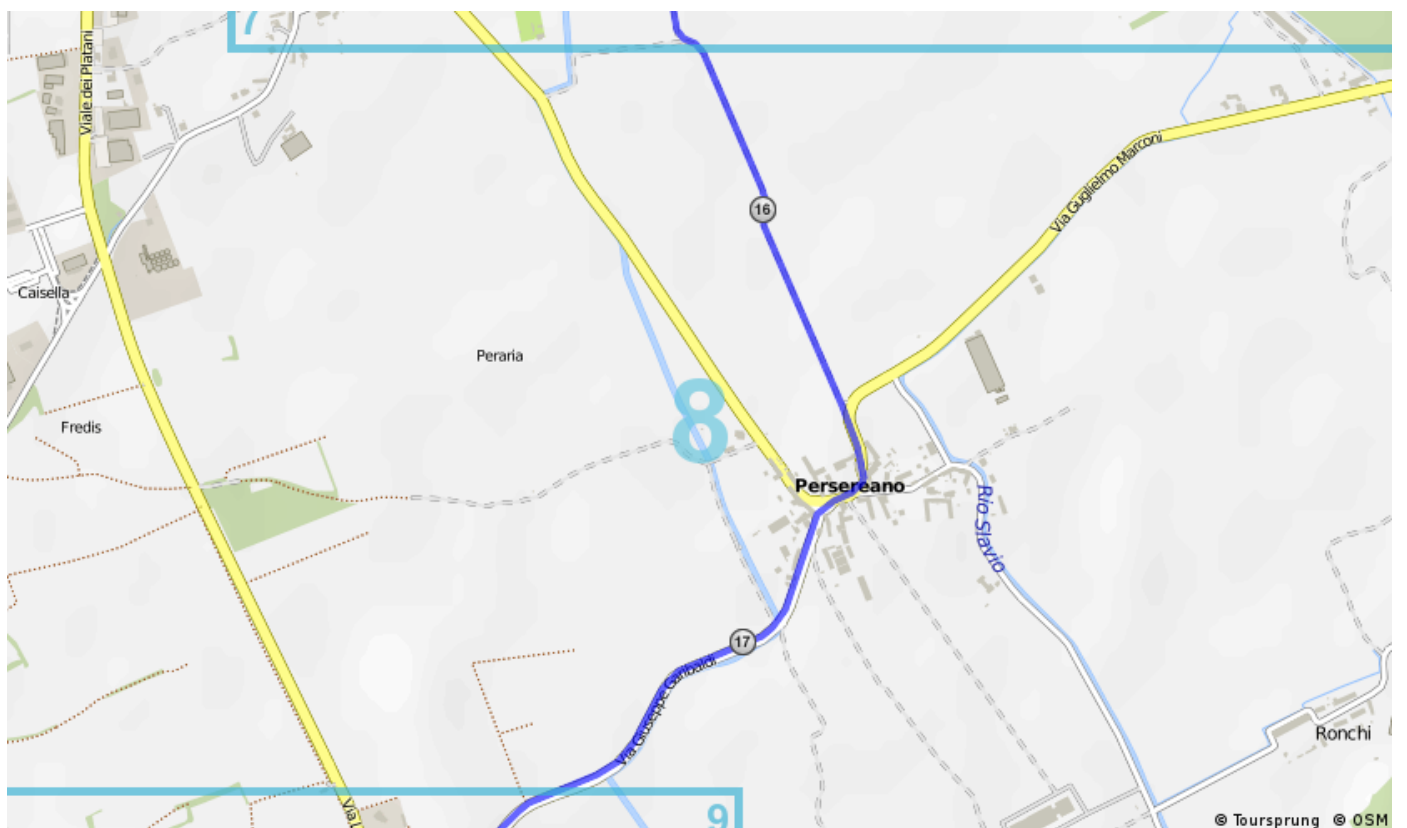 7
Viale dei Platani
Via Guglielmo Marconi
16
Caisella
Peraria
8
Fredis
Persereano
Rio Slavio
17
Via Giuseppe Garibaldi
Ronchi
9
© Toursprung © OSM